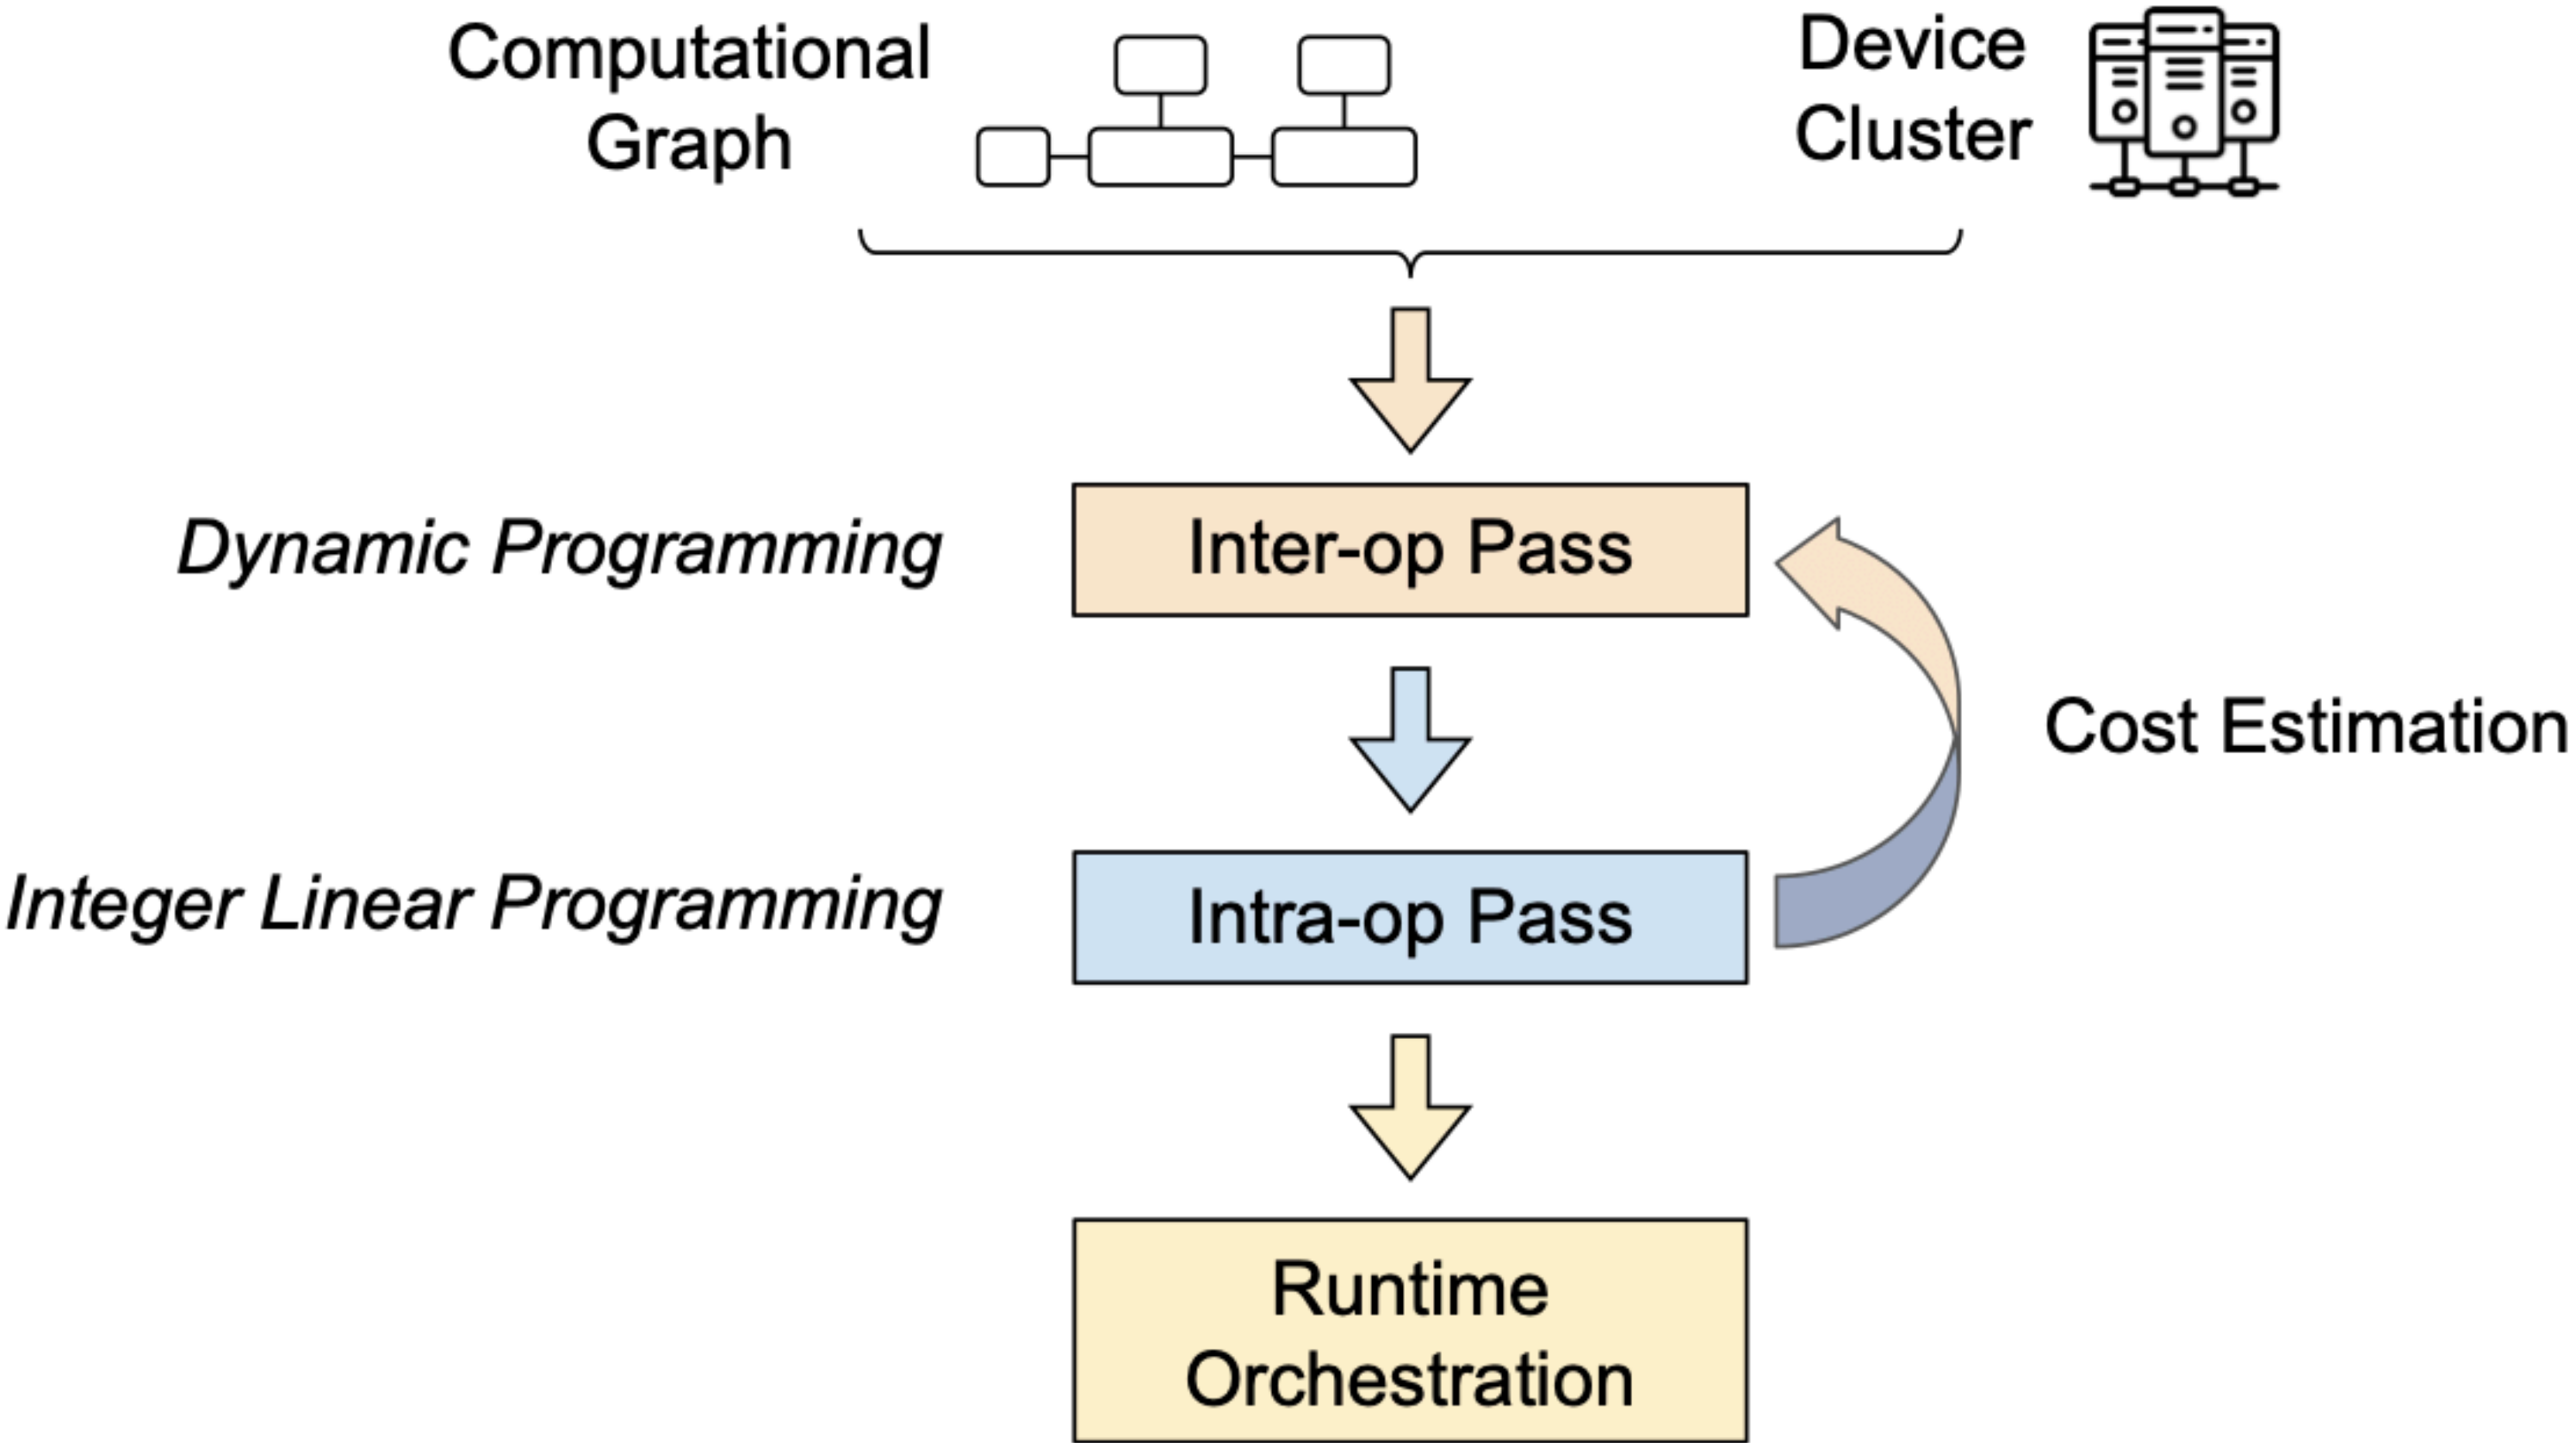 Computational
Graph
Device
Cluster
Dynamic Programming
Inter-op Pass
Cost Estimation
Integer Linear Programming
Intra-op Pass
Runtime
Orchestration